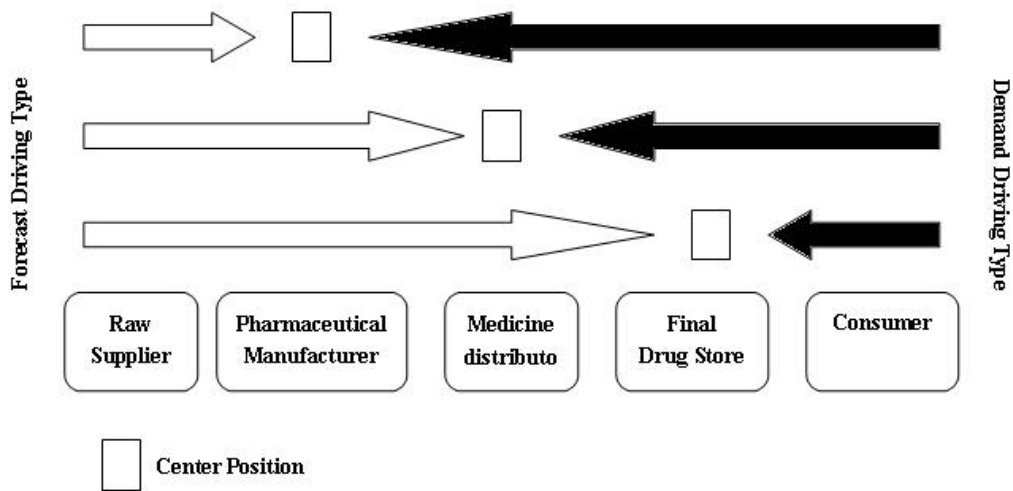 Forecast Driving Type
Demand Driving Type
Raw
Supplier
Pharmaceutical
Manufacturer
Medicine
distributo
Final
Drug Store
Consumer
Center Position